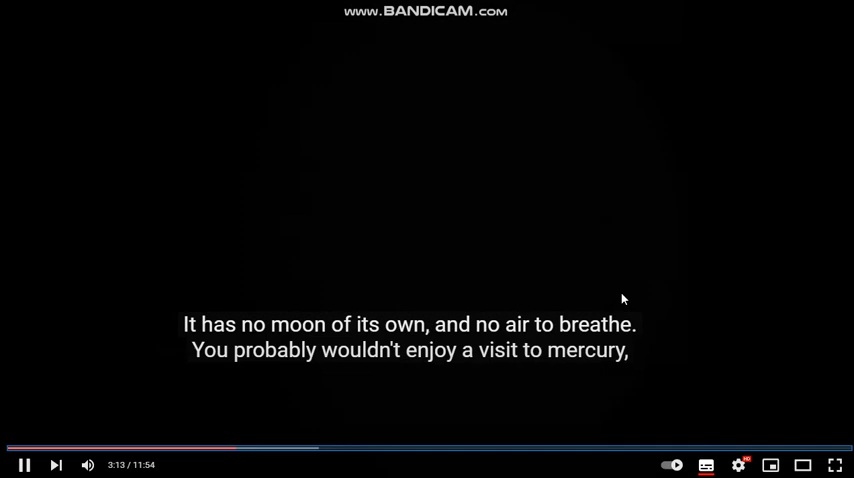 www.BANDICAM.com
It has no moon of its own, and no air to breathe.
You probably wouldn't enjoy a visit to mercury,
3:13 / 11:54
HD